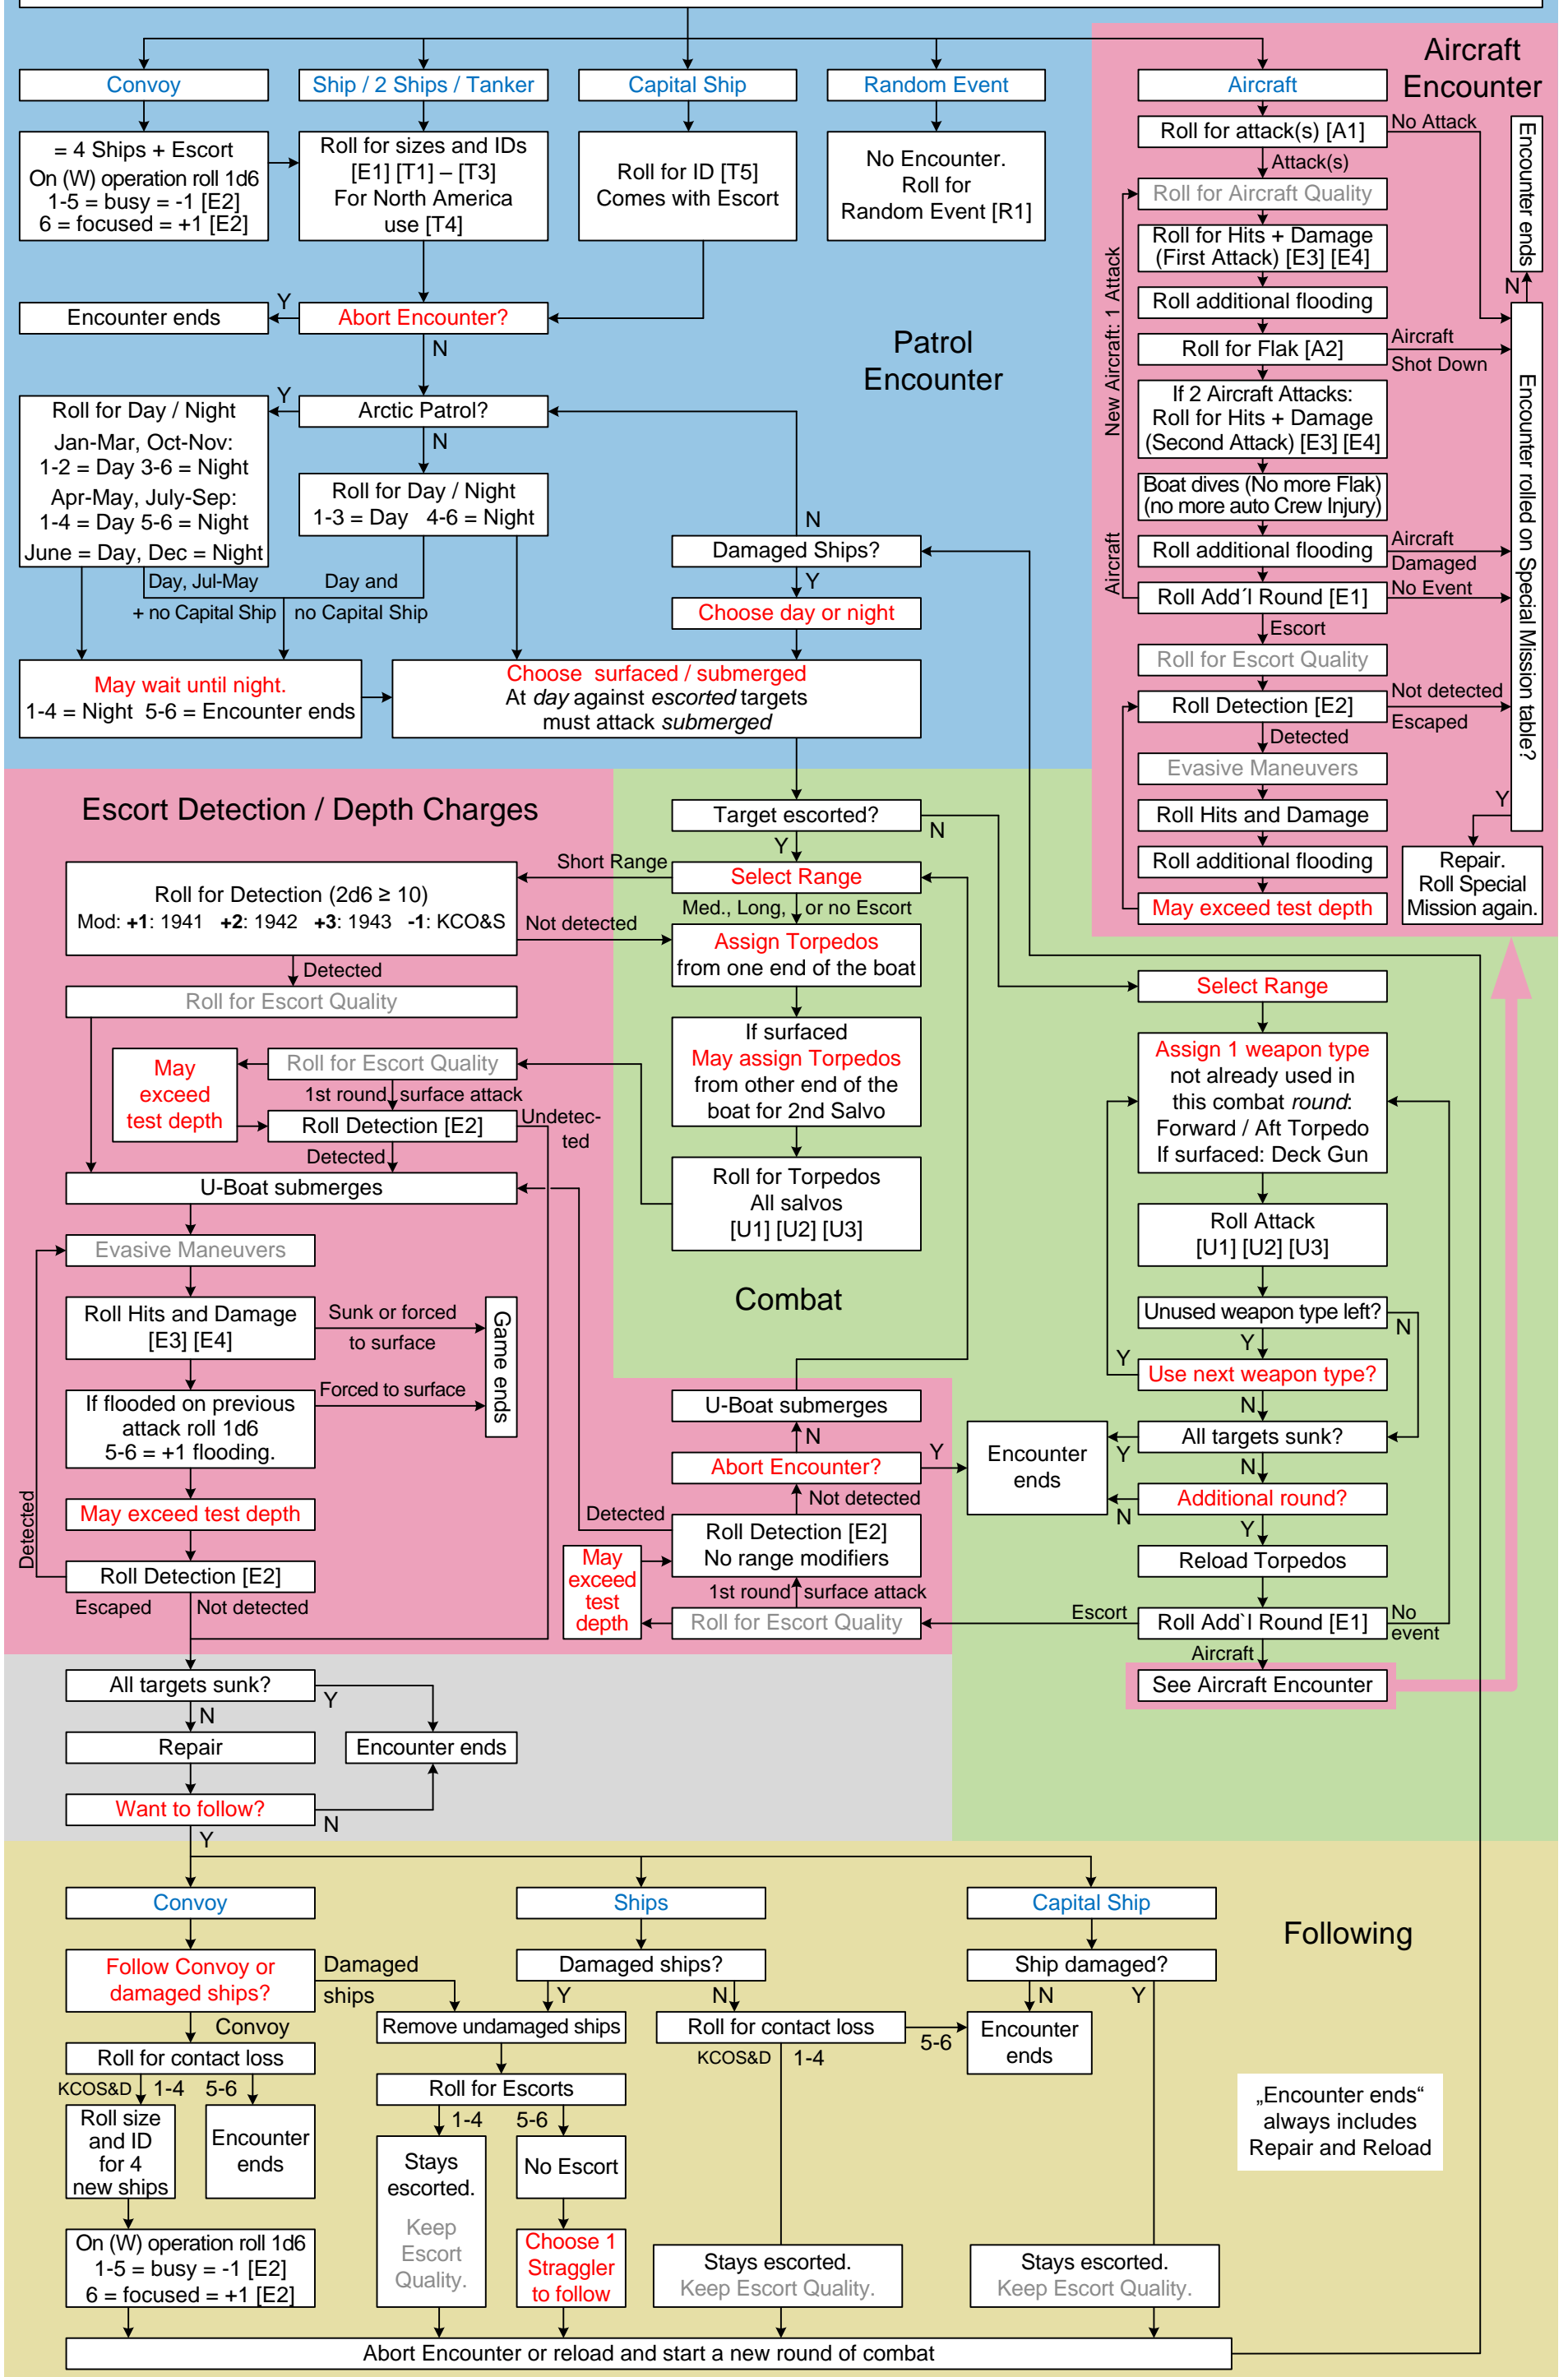 Convoy
Ship / 2 Ships / Tanker
Capital Ship
Random Event
Aircraft
Aircraft
Encounter
= 4 Ships + Escort
On (W) operation roll 1d6
1-5 = busy = -1 [E2]
6 = focused = +1 [E2]
Roll for sizes and IDs
[E1] [T1] – [T3]
For North America
use [T4]
Roll for ID [T5]
Comes with Escort
No Encounter.
Roll for
Random Event [R1]
Encounter ends
Y
Abort Encounter?
N
Patrol
Encounter
Roll for Day / Night
Jan-Mar, Oct-Nov:
1-2 = Day 3-6 = Night
Apr-May, July-Sep:
1-4 = Day 5-6 = Night
June = Day, Dec = Night
Y
Arctic Patrol?
N
Roll for Day / Night
1-3 = Day 4-6 = Night
N
Damaged Ships?
Y
Choose day or night
Day, Jul-May
+ no Capital Ship
Day and
no Capital Ship
May wait until night.
1-4 = Night 5-6 = Encounter ends
Choose surfaced / submerged
At day against escorted targets
must attack submerged
Roll for attack(s) [A1]
No Attack
Attack(s)
Roll for Aircraft Quality
Roll for Hits + Damage
(First Attack) [E3] [E4]
Roll additional flooding
Roll for Flak [A2]
Aircraft
Shot Down
If 2 Aircraft Attacks:
Roll for Hits + Damage
(Second Attack) [E3] [E4]
Boat dives (No more Flak)
(no more auto Crew Injury)
Roll additional flooding
Aircraft
Damaged
Roll Add´l Round [E1]
No Event
New Aircraft: 1 Attack
Aircraft
Escort
Roll for Escort Quality
Roll Detection [E2]
Not detected
Escaped
Detected
Evasive Maneuvers
Roll Hits and Damage
Roll additional flooding
May exceed test depth
Encounter ends
N
Encounter rolled on Special Mission table?
Y
Repair.
Roll Special
Mission again.
Escort Detection / Depth Charges
Target escorted?
N
Y
Short Range
Select Range
Med., Long, or no Escort
Roll for Detection (2d6 ≥ 10)
Mod: +1: 1941 +2: 1942 +3: 1943 -1: KCO&S
Not detected
Assign Torpedos
from one end of the boat
Detected
Roll for Escort Quality
If surfaced
May assign Torpedos
from other end of the
boat for 2nd Salvo
May
exceed
test depth
Roll for Escort Quality
1st round surface attack
Roll Detection [E2]
Undetec-
ted
Detected
U-Boat submerges
Roll for Torpedos
All salvos
[U1] [U2] [U3]
Evasive Maneuvers
Roll Hits and Damage
[E3] [E4]
Sunk or forced
to surface
Game ends
If flooded on previous
attack roll 1d6
5-6 = +1 flooding.
Forced to surface
May exceed test depth
Detected
Roll Detection [E2]
Escaped
Not detected
Combat
U-Boat submerges
N
Abort Encounter?
Y
Not detected
Detected
Roll Detection [E2]
No range modifiers
May
exceed
test
depth
1st round surface attack
Roll for Escort Quality
Encounter
ends
Select Range
Assign 1 weapon type
not already used in
this combat round:
Forward / Aft Torpedo
If surfaced: Deck Gun
Roll Attack
[U1] [U2] [U3]
Unused weapon type left?
N
Y
Y
Use next weapon type?
N
All targets sunk?
Y
N
Additional round?
N
Y
Reload Torpedos
Escort
Roll Add`l Round [E1]
No
event
Aircraft
See Aircraft Encounter
All targets sunk?
Y
N
Repair
Encounter ends
Want to follow?
N
Y
Convoy
Ships
Capital Ship
Following
Follow Convoy or
damaged ships?
Damaged
ships
Convoy
Damaged ships?
Y
N
Ship damaged?
N
Y
Roll for contact loss
KCOS&D
1-4
5-6
Remove undamaged ships
Roll for contact loss
KCOS&D
1-4
5-6
Encounter
ends
Roll for Escorts
1-4
5-6
Roll size
and ID
for 4
new ships
Encounter
ends
Stays
escorted.
Keep
Escort
Quality.
No Escort
Choose 1
Straggler
to follow
On (W) operation roll 1d6
1-5 = busy = -1 [E2]
6 = focused = +1 [E2]
Stays escorted.
Keep Escort Quality.
Stays escorted.
Keep Escort Quality.
„Encounter ends“
always includes
Repair and Reload
Abort Encounter or reload and start a new round of combat